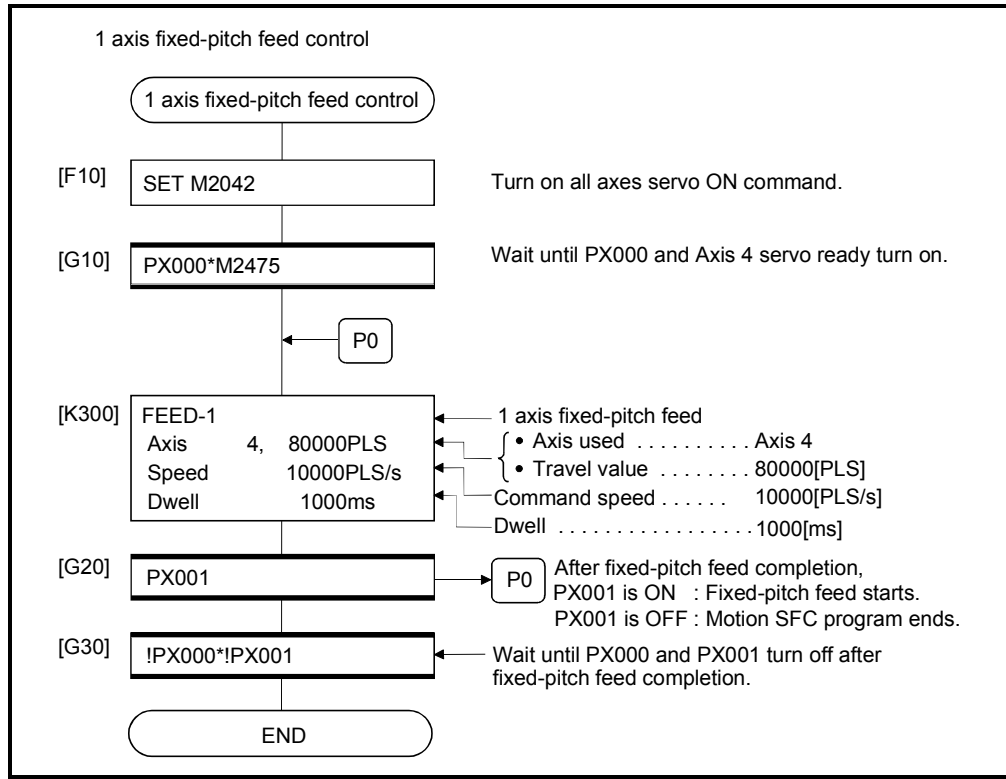 1 axis fixed-pitch feed control
1 axis fixed-pitch feed control
[F10] SET M2042 Turn on all axes servo ON command.
[G10] PX000*M2475 Wait until PX000 and Axis 4 servo ready turn on.
P0
[K300] FEED-1 1 axis fixed-pitch feed
Axis 4, 80000PLS • Axis used . . . . . . . . . . Axis 4
Speed 10000PLS/s • Travel value . . . . . . . . 80000[PLS]
Dwell 1000ms Command speed . . . . . . 10000[PLS/s]
Dwell . . . . . . . . . . . . . . . . . 1000[ms]
[G20] PX001 P0 After fixed-pitch feed completion,
PX001 is ON : Fixed-pitch feed starts.
PX001 is OFF : Motion SFC program ends.
[G30] !PX000*!PX001 Wait until PX000 and PX001 turn off after
fixed-pitch feed completion.
END